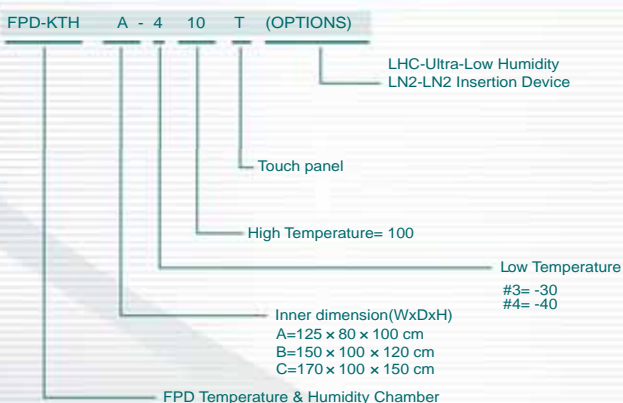 FPD-KTH A - 4 10 T (OPTIONS)
LHC-Ultra-Low Humidity
LN2-LN2 Insertion Device
Touch panel
High Temperature= 100
Low Temperature
#3= -30
#4= -40
Inner dimension(WxDxH)
A=125 × 80 × 100 cm
B=150 × 100 × 120 cm
C=170 × 100 × 150 cm
FPD Temperature & Humidity Chamber